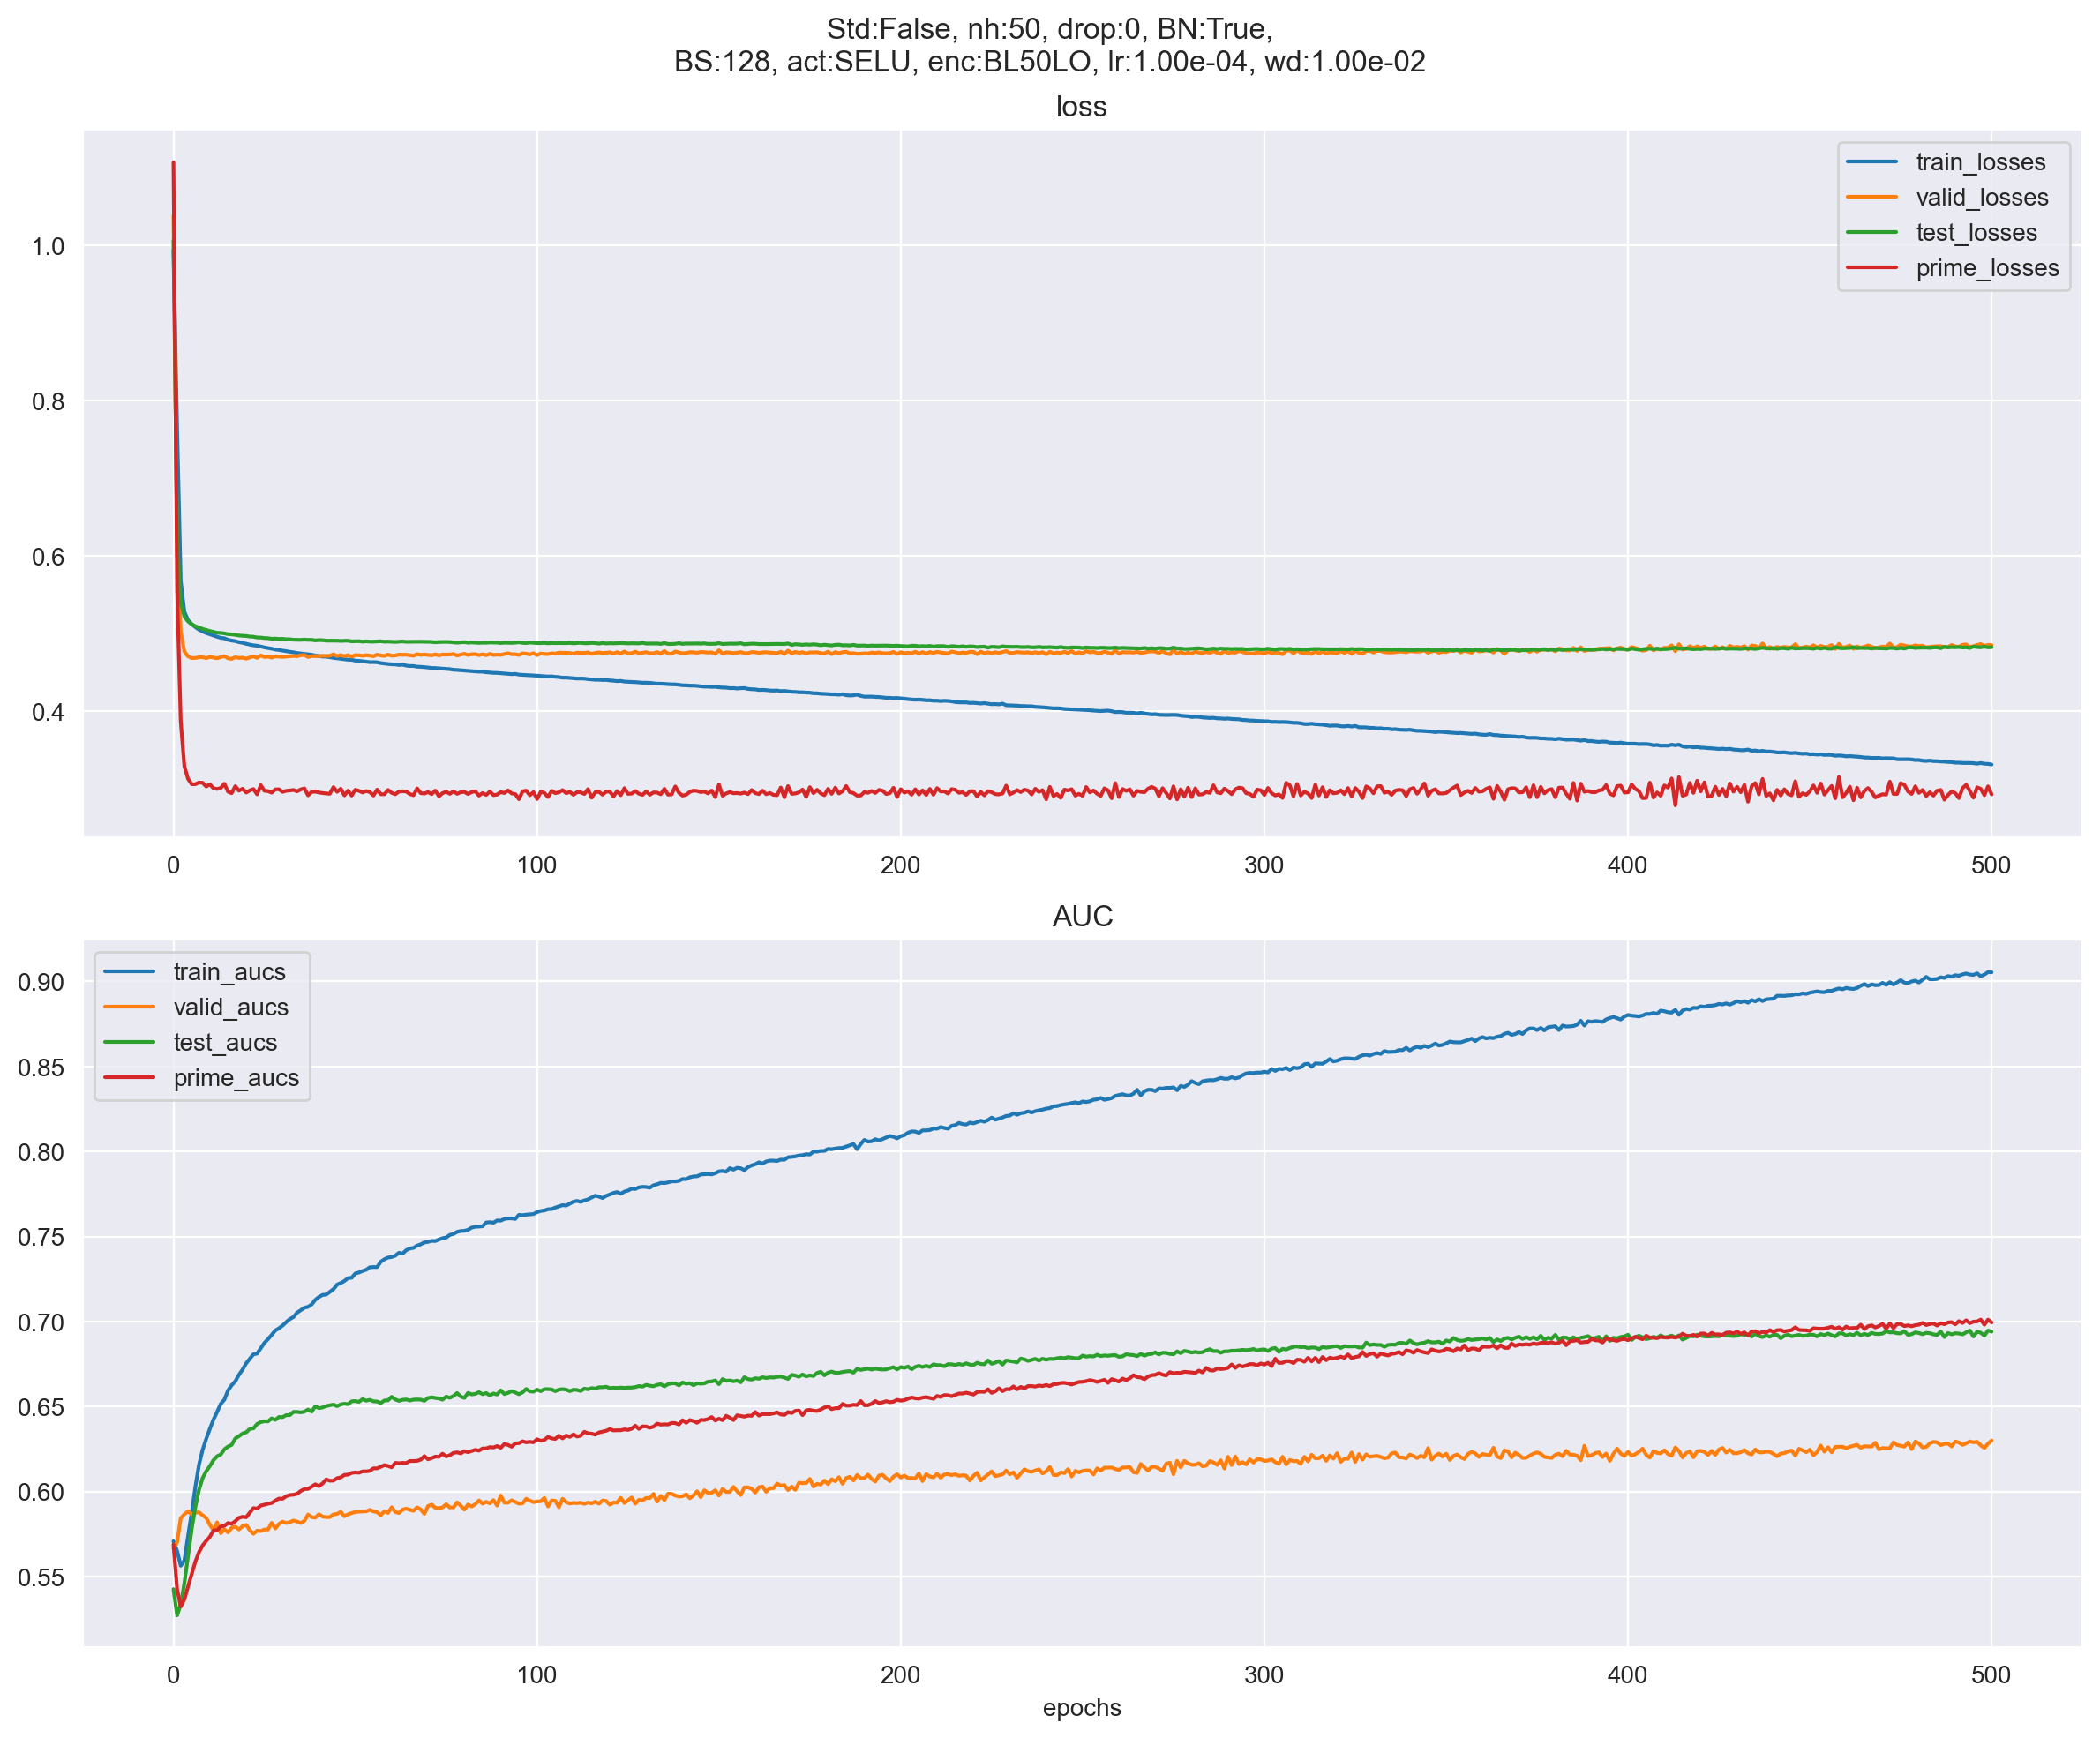 Std:False, nh:50, drop:0, BN:True,
BS:128, act:SELU, enc:BL50LO, lr:1.00e-04, wd:1.00e-02
loss
train_losses
valid_losses
test_losses
prime_losses
1.0
0.8
0.6
0.4
0 100 200 300 400 500
AUC
train_aucs
valid_aucs
test_aucs
prime_aucs
0.90
0.85
0.80
0.75
0.70
0.65
0.60
0.55
0 100 200 300 400 500
epochs